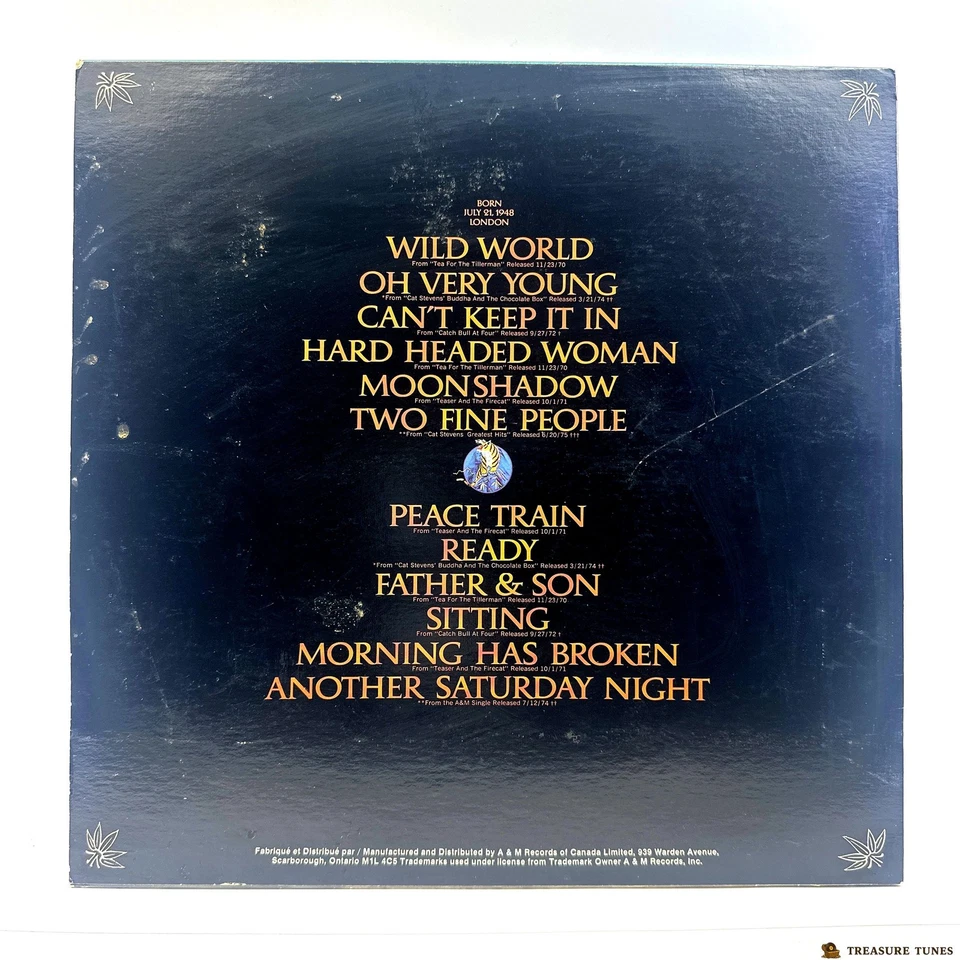 BORN
JULY 21, 1948
LONDON
WILD WORLD
From "Tea For The Tillerman" Released 11/23/70
OH VERY YOUNG
*From "Cat Stevens' Buddha And The Chocolate Box" Released 3/21/74 ††
CAN'T KEEP IT IN
From "Catch Bull At Four" Released 9/27/72 †
HARD HEADED WOMAN
From "Tea For The Tillerman" Released 11/23/70
MOONSHADOW
From "Teaser And The Firecat" Released 10/1/71
TWO FINE PEOPLE
**From "Cat Stevens Greatest Hits" Released 6/20/75 †††
PEACE TRAIN
From "Teaser And The Firecat" Released 10/1/71
READY
*From "Cat Stevens' Buddha And The Chocolate Box" Released 3/21/74 ††
FATHER & SON
From "Tea For The Tillerman" Released 11/23/70
SITTING
From "Catch Bull At Four" Released 9/27/72 †
MORNING HAS BROKEN
From "Teaser And The Firecat" Released 10/1/71
ANOTHER SATURDAY NIGHT
**From the A&M Single Released 7/12/74 ††
Fabriqué et Distribué par / Manufactured and Distributed by A & M Records of Canada Limited, 939 Warden Avenue,
Scarborough, Ontario M1L 4C5 Trademarks used under license from Trademark Owner A & M Records, Inc.
TREASURE TUNES